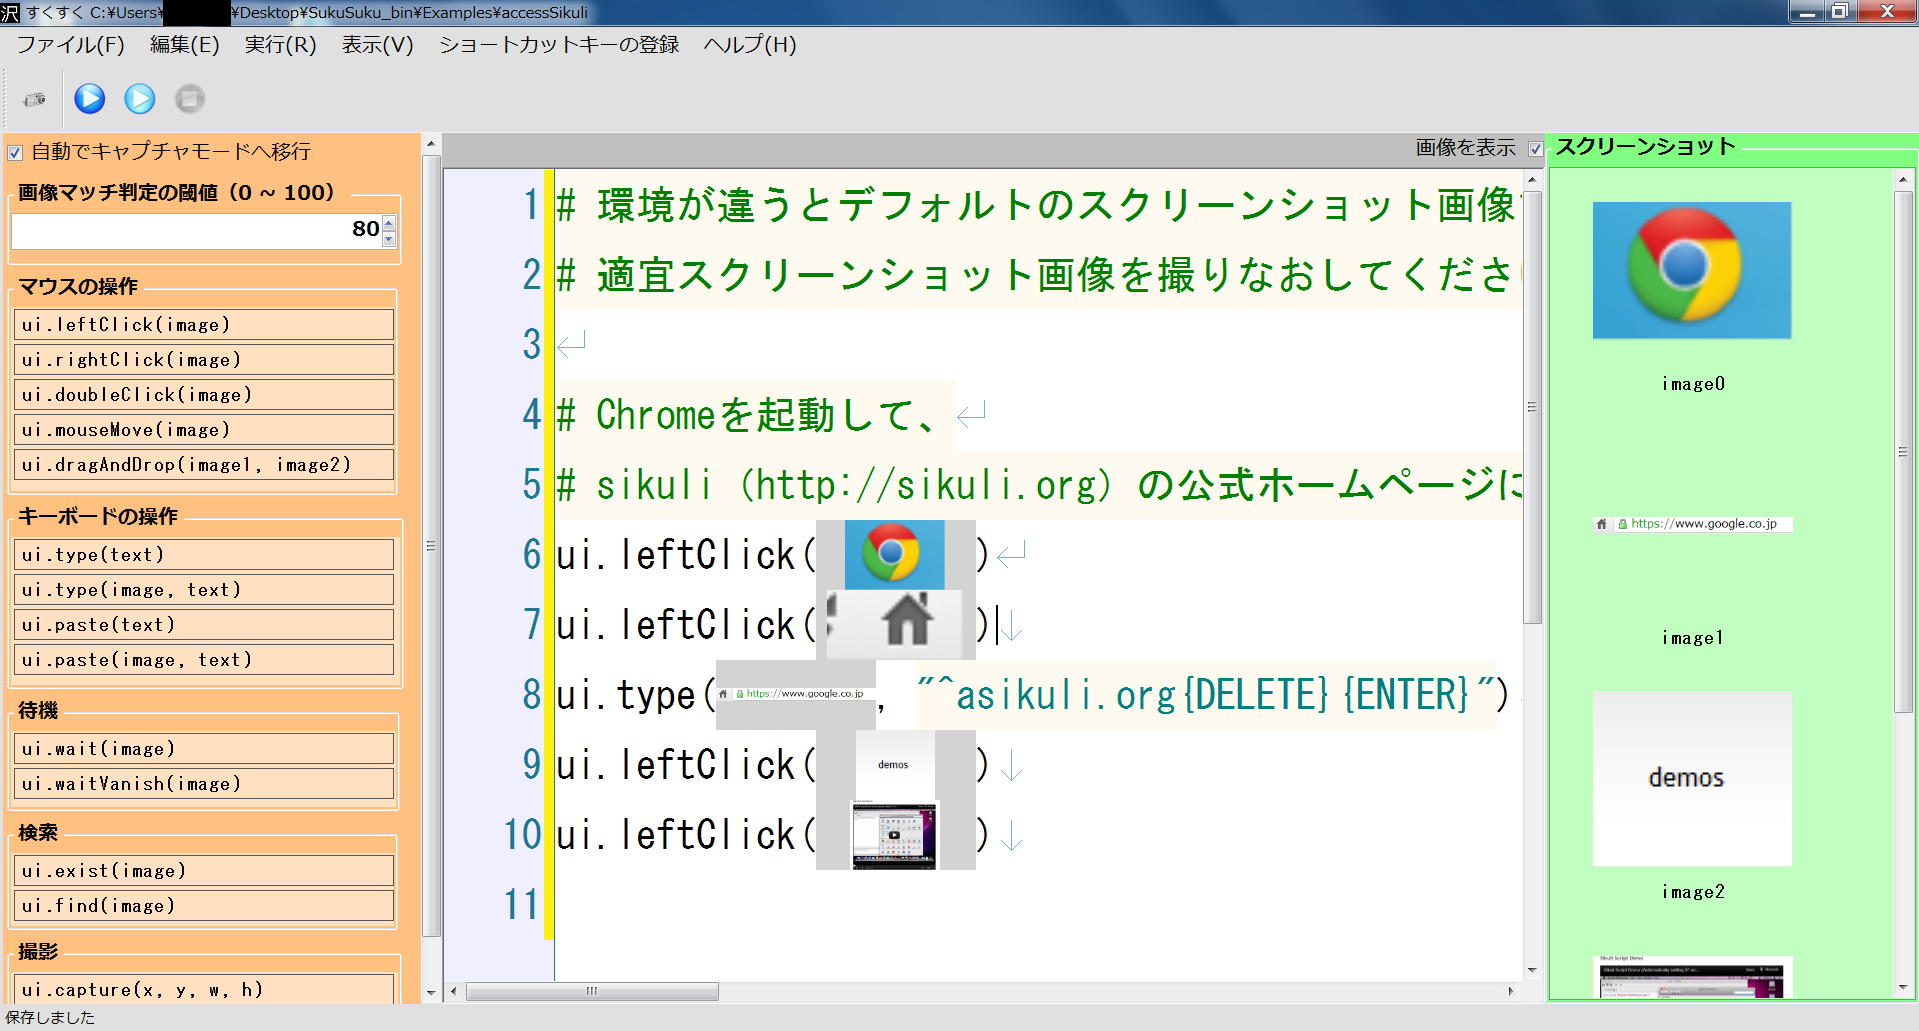 沢 すくすく C:¥Users¥ ¥Desktop¥SukuSuku_bin¥Examples¥accessSikuli
ファイル(F) 編集(E) 実行(R) 表示(V) ショートカットキーの登録 ヘルプ(H)
自動でキャプチャモードへ移行
画像マッチ判定の閾値（0 ~ 100）
80
マウスの操作
ui.leftClick(image)
ui.rightClick(image)
ui.doubleClick(image)
ui.mouseMove(image)
ui.dragAndDrop(image1, image2)
キーボードの操作
ui.type(text)
ui.type(image, text)
ui.paste(text)
ui.paste(image, text)
待機
ui.wait(image)
ui.waitVanish(image)
検索
ui.exist(image)
ui.find(image)
撮影
ui.capture(x, y, w, h)
画像を表示
1 # 環境が違うとデフォルトのスクリーンショット画像
2 # 適宜スクリーンショット画像を撮りなおしてくださ
3
4 # Chromeを起動して、
5 # sikuli（http://sikuli.org）の公式ホームページに
6 ui.leftClick( )
7 ui.leftClick( )
8 ui.type( https://www.google.co.jp , "^asikuli.org{DELETE}{ENTER}")
9 ui.leftClick( demos )
10 ui.leftClick( )
11
スクリーンショット
image0
https://www.google.co.jp
image1
demos
image2
Sikuli Script Demo
保存しました